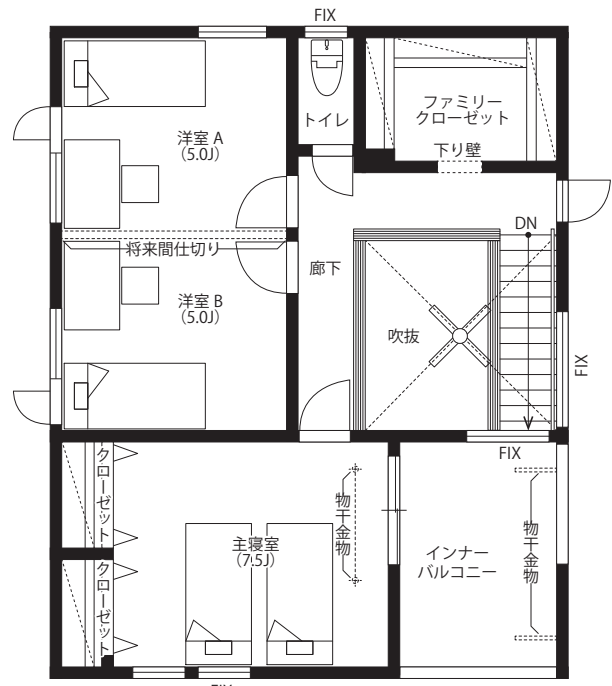 FIX
トイレ
ファミリー
クローゼット
下り壁
洋室 A
(5.0J)
将来間仕切り
洋室 B
(5.0J)
廊下
DN
吹抜
FIX
FIX
クローゼット
クローゼット
主寝室
(7.5J)
物干金物
インナー
バルコニー
物干金物